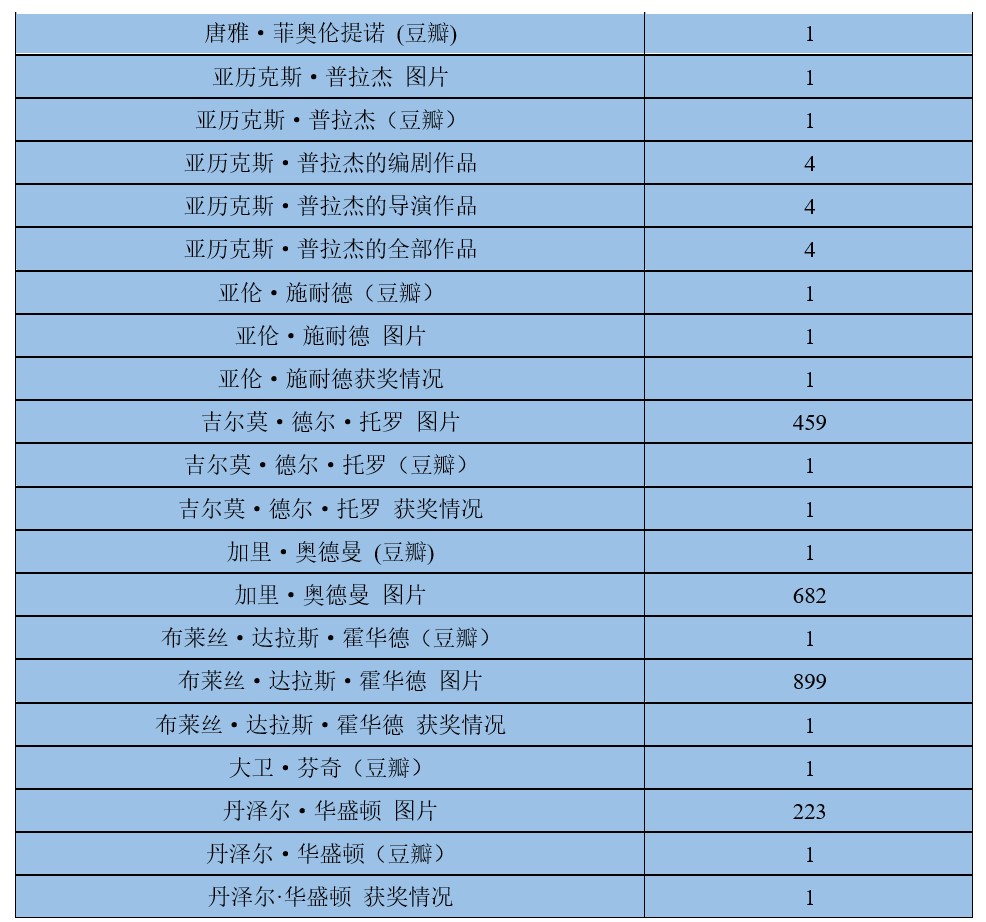 唐雅·菲奥伦提诺 (豆瓣) 1
亚历克斯·普拉杰 图片 1
亚历克斯·普拉杰（豆瓣） 1
亚历克斯·普拉杰的编剧作品 4
亚历克斯·普拉杰的导演作品 4
亚历克斯·普拉杰的全部作品 4
亚伦·施耐德（豆瓣） 1
亚伦·施耐德 图片 1
亚伦·施耐德获奖情况 1
吉尔莫·德尔·托罗 图片 459
吉尔莫·德尔·托罗（豆瓣） 1
吉尔莫·德尔·托罗 获奖情况 1
加里·奥德曼 (豆瓣) 1
加里·奥德曼 图片 682
布莱丝·达拉斯·霍华德（豆瓣） 1
布莱丝·达拉斯·霍华德 图片 899
布莱丝·达拉斯·霍华德 获奖情况 1
大卫·芬奇（豆瓣） 1
丹泽尔·华盛顿 图片 223
丹泽尔·华盛顿（豆瓣） 1
丹泽尔·华盛顿 获奖情况 1